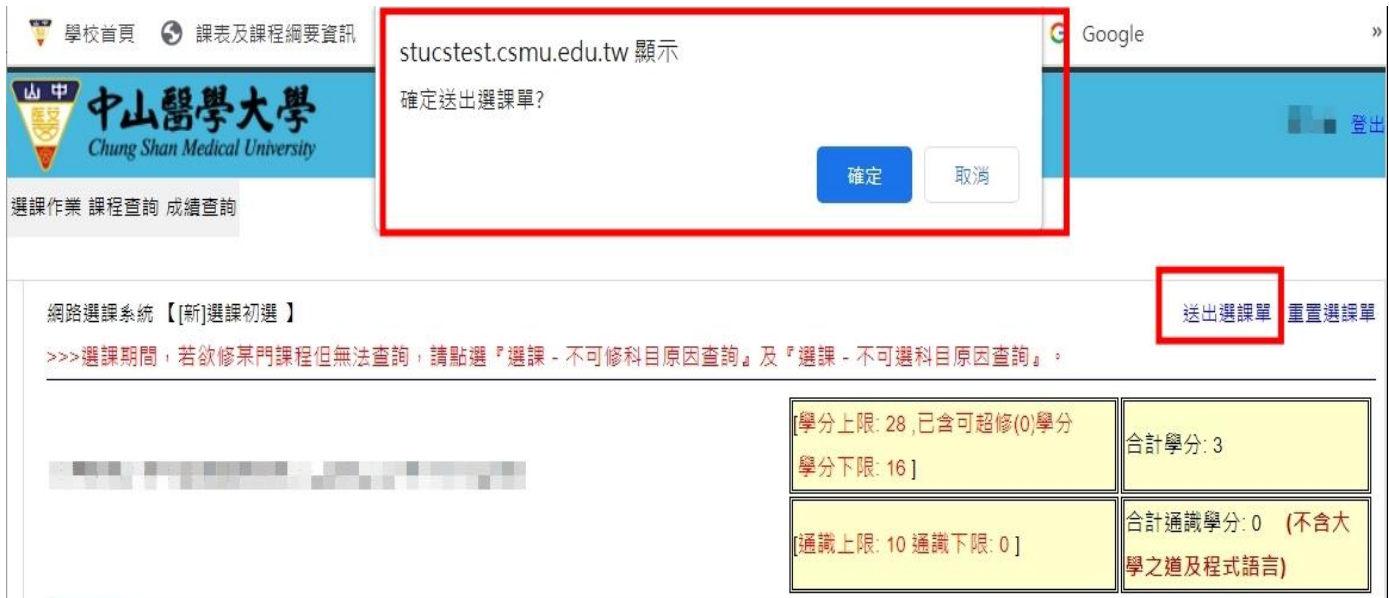 學校首頁 課表及課程綱要資訊
Google »
stucstest.csmu.edu.tw 顯示
確定送出選課單?
確定 取消
山中
醫
中山醫學大學
Chung Shan Medical University
登出
選課作業 課程查詢 成績查詢
網路選課系統【[新]選課初選 】
送出選課單 重置選課單
>>>選課期間，若欲修某門課程但無法查詢，請點選『選課 - 不可修科目原因查詢』及『選課 - 不可選科目原因查詢』。
[學分上限: 28 ,已含可超修(0)學分
學分下限: 16 ]
合計學分: 3
[通識上限: 10 通識下限: 0 ]
合計通識學分: 0 (不含大
學之道及程式語言)